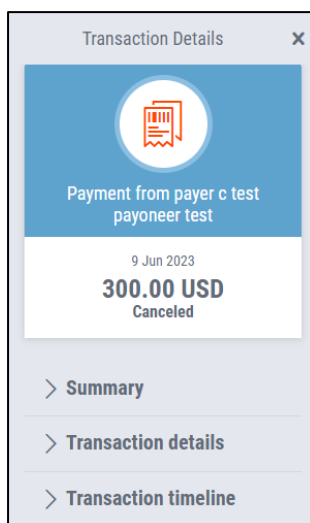 Transaction Details
Payment from payer c test
payoneer test
9 Jun 2023
300.00 USD
Canceled
Summary
Transaction details
Transaction timeline